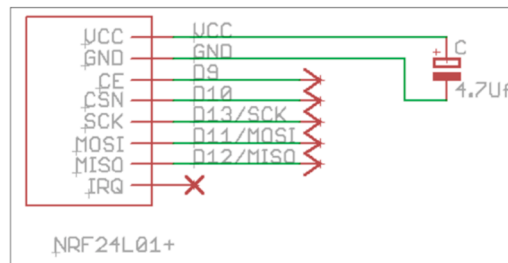 VCC VCC
GND GND
+ C
CE D9
CSN D10
4.7Uf
SCK D13/SCK
MOSI D11/MOSI
MISO D12/MISO
IRQ
NRF24L01+